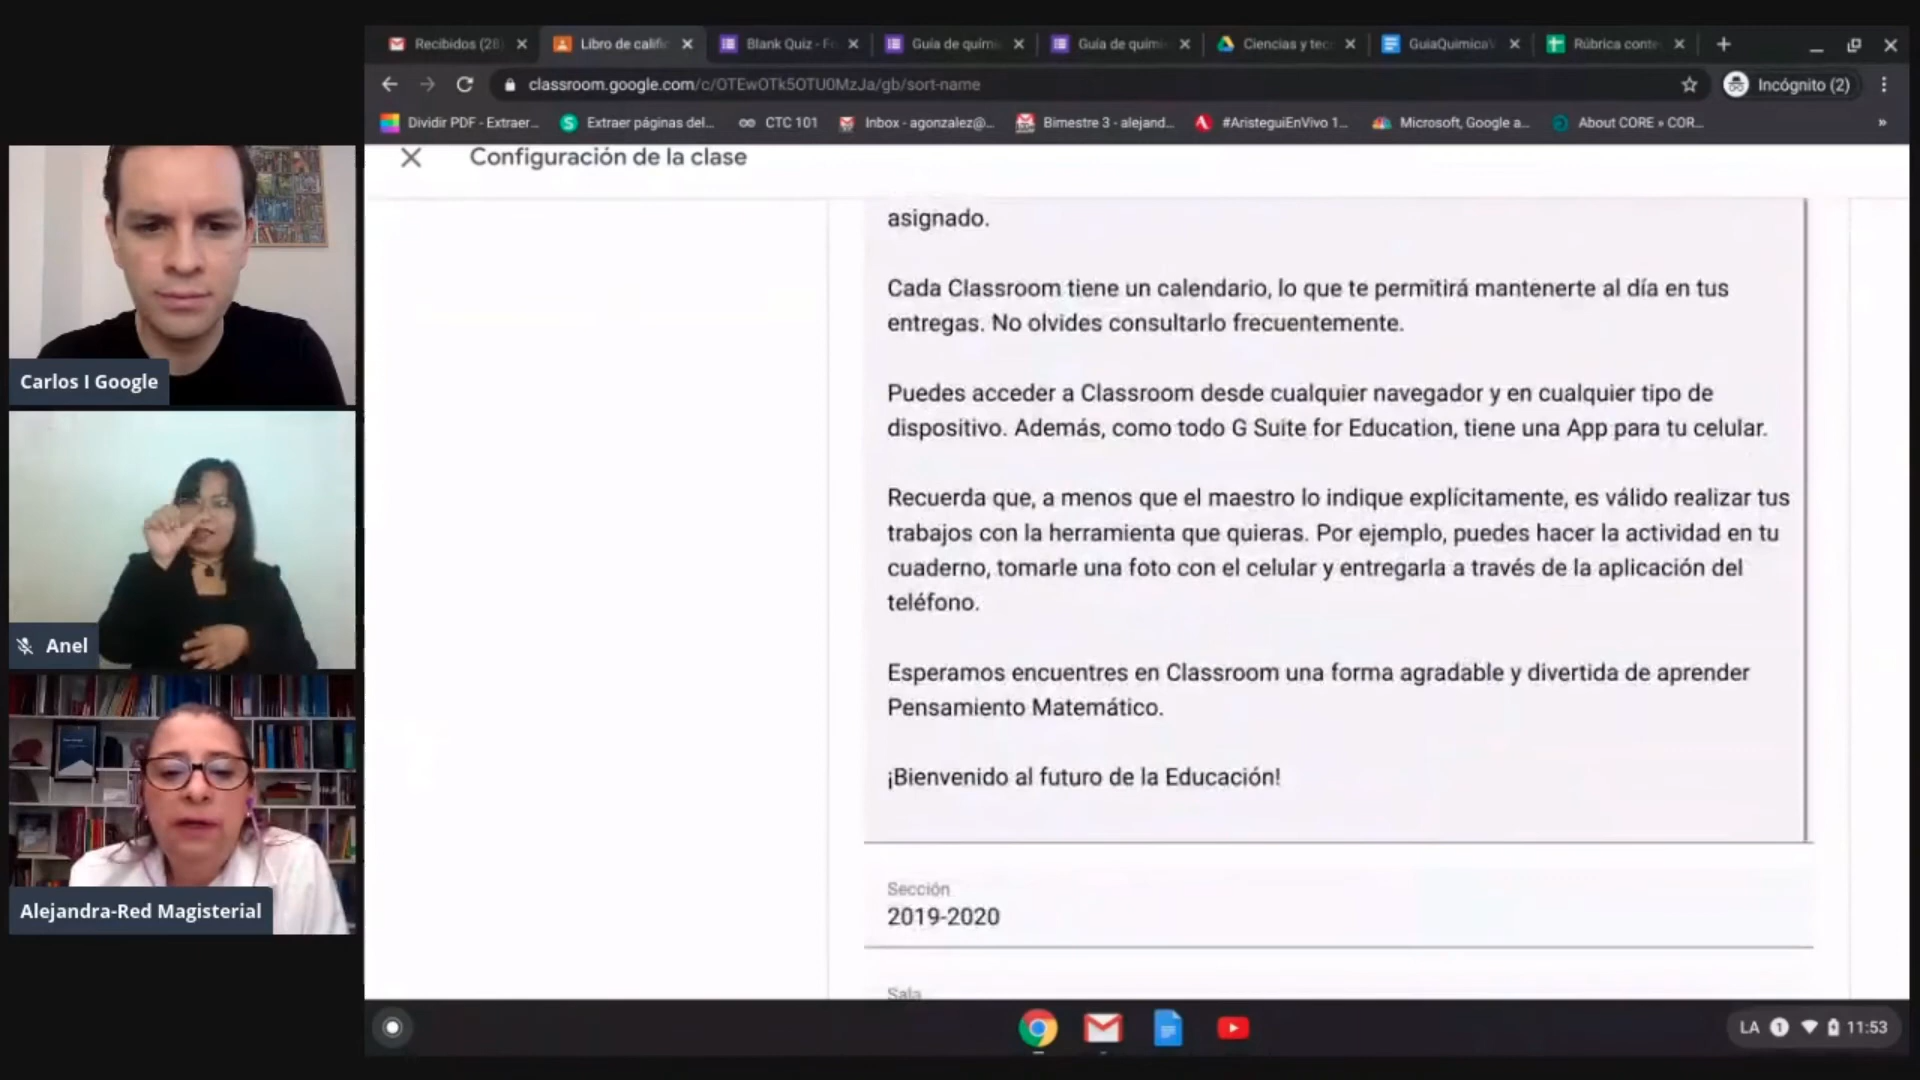 Recibidos (28)
Libro de califi
Blank Quiz - Fo
Guía de quími
Guía de quími
Ciencias y tec
GuiaQuimicaV
Rúbrica conte
classroom.google.com/c/OTEwOTk5OTU0MzJa/gb/sort-name
Incógnito (2)
Dividir PDF - Extraer...
Extraer páginas del...
CTC 101
Inbox - agonzalez@...
Bimestre 3 - alejand...
#AristeguiEnVivo 1...
Microsoft, Google a...
About CORE » COR...
»
Configuración de la clase
asignado.
Cada Classroom tiene un calendario, lo que te permitirá mantenerte al día en tus
entregas. No olvides consultarlo frecuentemente.
Puedes acceder a Classroom desde cualquier navegador y en cualquier tipo de
dispositivo. Además, como todo G Suite for Education, tiene una App para tu celular.
Recuerda que, a menos que el maestro lo indique explícitamente, es válido realizar tus
trabajos con la herramienta que quieras. Por ejemplo, puedes hacer la actividad en tu
cuaderno, tomarle una foto con el celular y entregarla a través de la aplicación del
teléfono.
Esperamos encuentres en Classroom una forma agradable y divertida de aprender
Pensamiento Matemático.
¡Bienvenido al futuro de la Educación!
Sección
2019-2020
Sala
Carlos I Google
Anel
Alejandra-Red Magisterial
LA
1
11:53